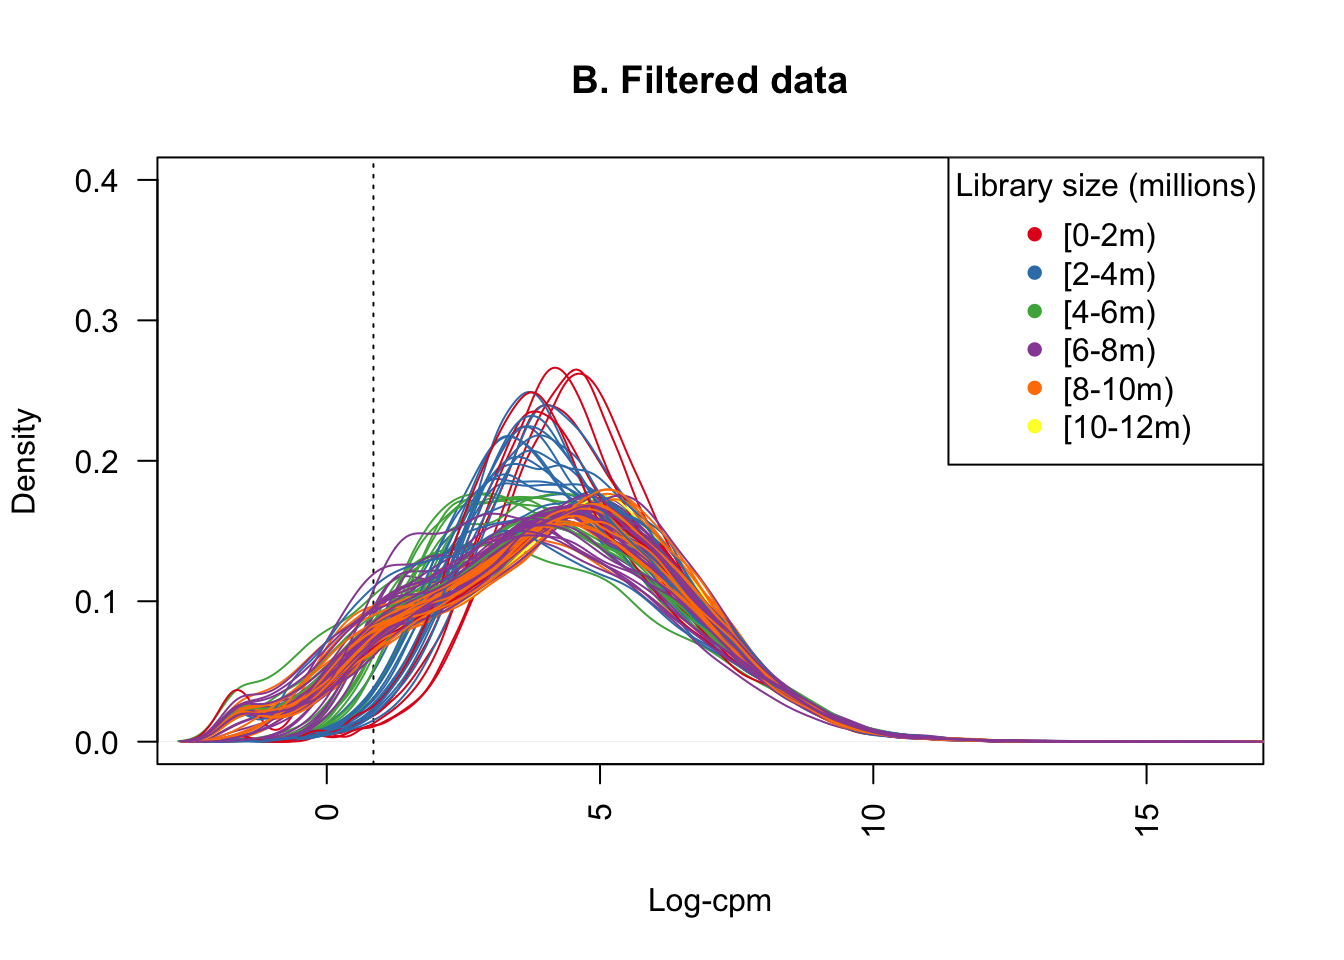 B. Filtered data
0.4
0.3
0.2
0.1
0.0
Density
Library size (millions)
[0-2m)
[2-4m)
[4-6m)
[6-8m)
[8-10m)
[10-12m)
0
5
10
15
Log-cpm